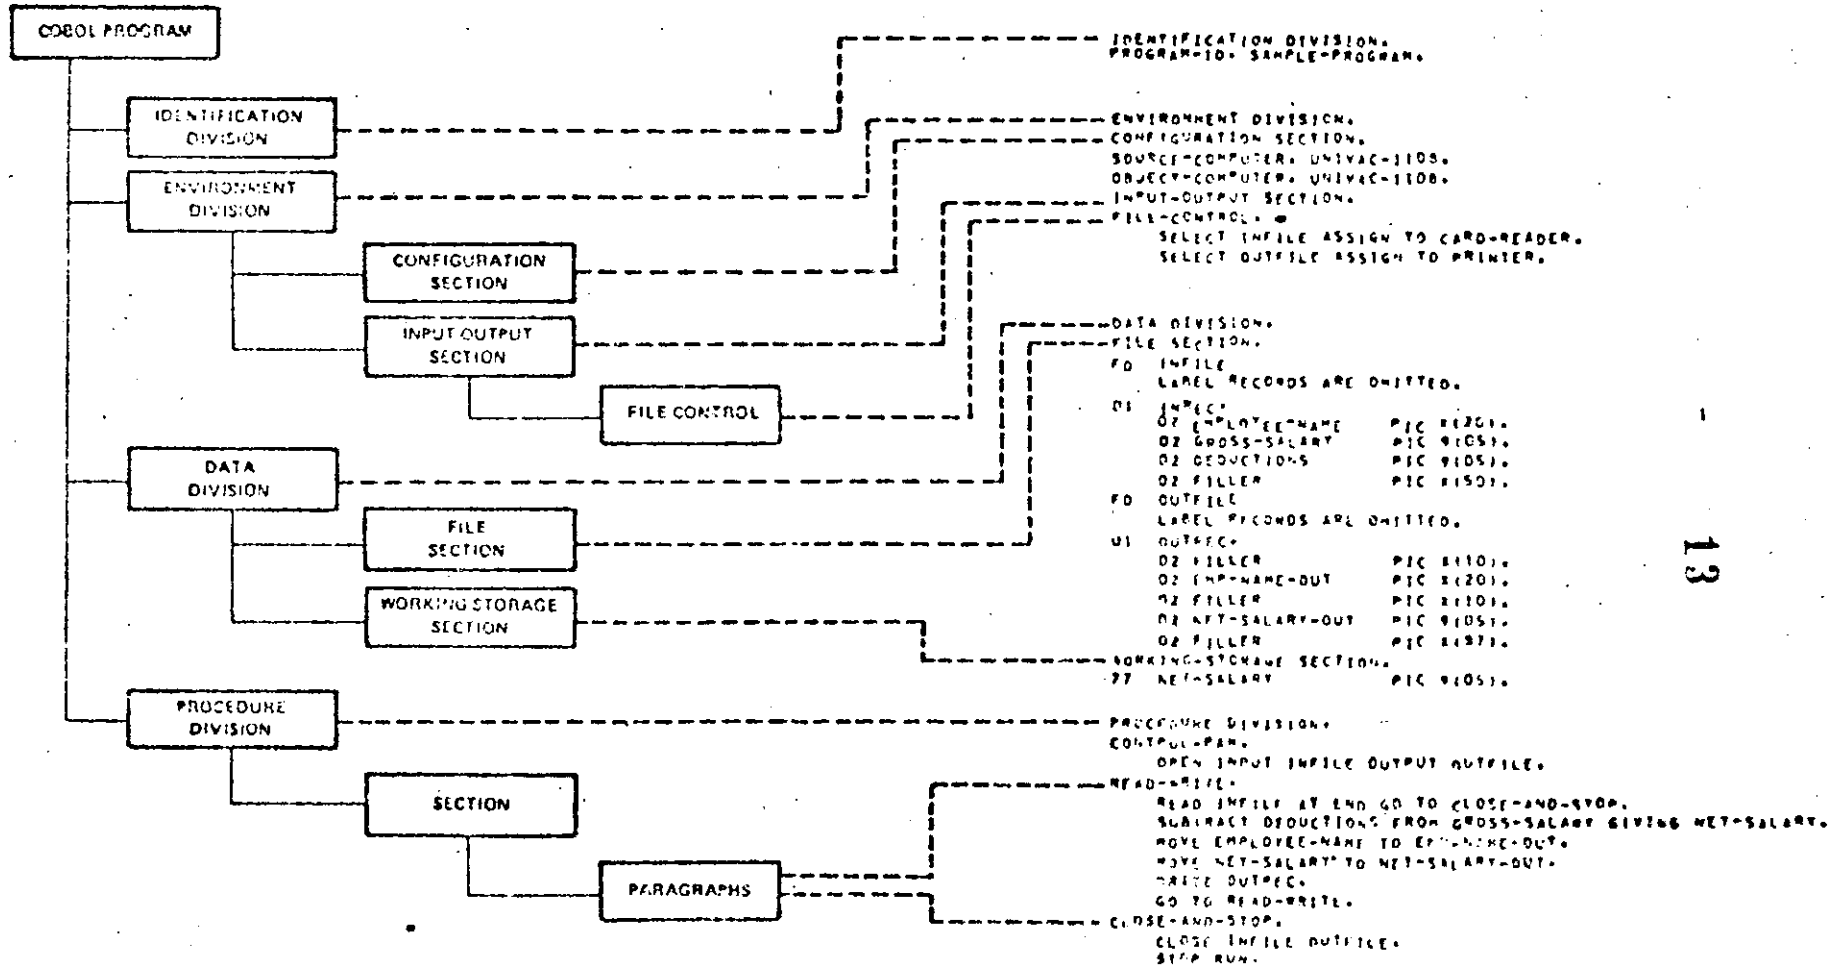 COBOL PROGRAM
IDENTIFICATION
DIVISION
ENVIRONMENT
DIVISION
CONFIGURATION
SECTION
INPUT OUTPUT
SECTION
FILE CONTROL
DATA
DIVISION
FILE
SECTION
WORKING STORAGE
SECTION
PROCEDURE
DIVISION
SECTION
PARAGRAPHS
IDENTIFICATION DIVISION.
PROGRAM-ID. SAMPLE-PROGRAM.
ENVIRONMENT DIVISION.
CONFIGURATION SECTION.
SOURCE-COMPUTER. UNIVAC-1108.
OBJECT-COMPUTER. UNIVAC-1108.
INPUT-OUTPUT SECTION.
FILE-CONTROL.
SELECT INFILE ASSIGN TO CARD-READER.
SELECT OUTFILE ASSIGN TO PRINTER.
DATA DIVISION.
FILE SECTION.
FD INFILE
LABEL RECORDS ARE OMITTED.
01 INREC.
02 EMPLOYEE-NAME PIC X(20).
02 GROSS-SALARY PIC 9(05).
02 DEDUCTIONS PIC 9(05).
02 FILLER PIC X(50).
FD OUTFILE
LABEL RECORDS ARE OMITTED.
01 OUTREC.
02 FILLER PIC X(10).
02 EMP-NAME-OUT PIC X(20).
02 FILLER PIC X(10).
02 NET-SALARY-OUT PIC 9(05).
02 FILLER PIC X(87).
WORKING-STORAGE SECTION.
77 NET-SALARY PIC 9(05).
PROCEDURE DIVISION.
CONTROL-PAR.
OPEN INPUT INFILE OUTPUT OUTFILE.
READ-WRITE.
READ INFILE AT END GO TO CLOSE-AND-STOP.
SUBTRACT DEDUCTIONS FROM GROSS-SALARY GIVING NET-SALARY.
MOVE EMPLOYEE-NAME TO EMP-NAME-OUT.
MOVE NET-SALARY TO NET-SALARY-OUT.
WRITE OUTREC.
GO TO READ-WRITE.
CLOSE-AND-STOP.
CLOSE INFILE OUTFILE.
STOP RUN.
13